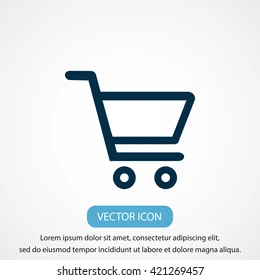 VECTOR ICON
Lorem ipsum dolor sit amet, consectetur adipiscing elit,
sed do eiusmod tempor incididunt ut labore et dolore magna aliqua.
shutterstock.com · 421269457